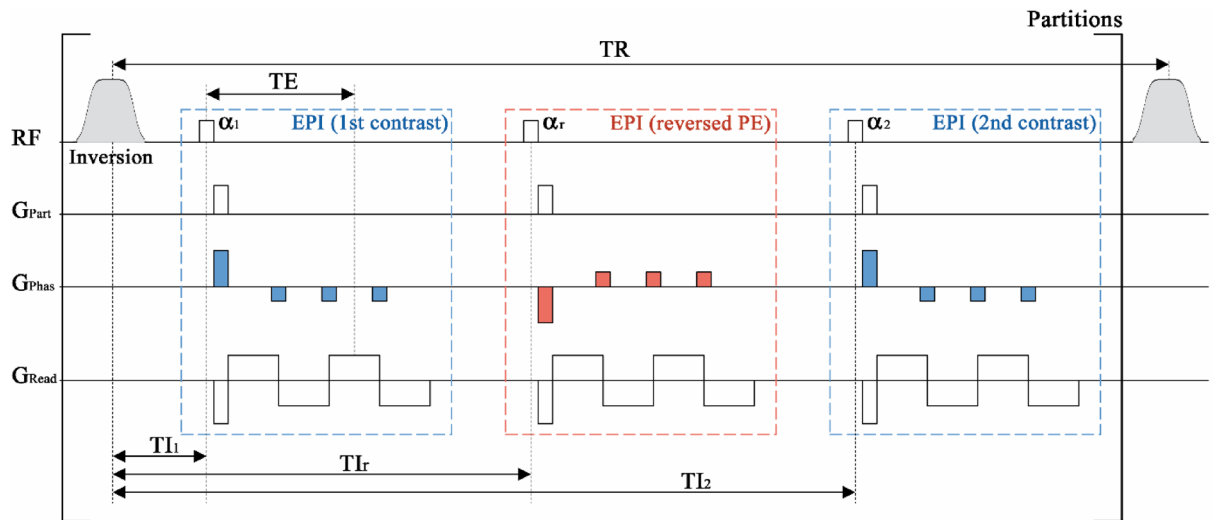 Partitions
TR
TE
α1 EPI (1st contrast) αr EPI (reversed PE) α2 EPI (2nd contrast)
RF
Inversion
GPart
GPhas
GRead
TI1
TIr
TI2